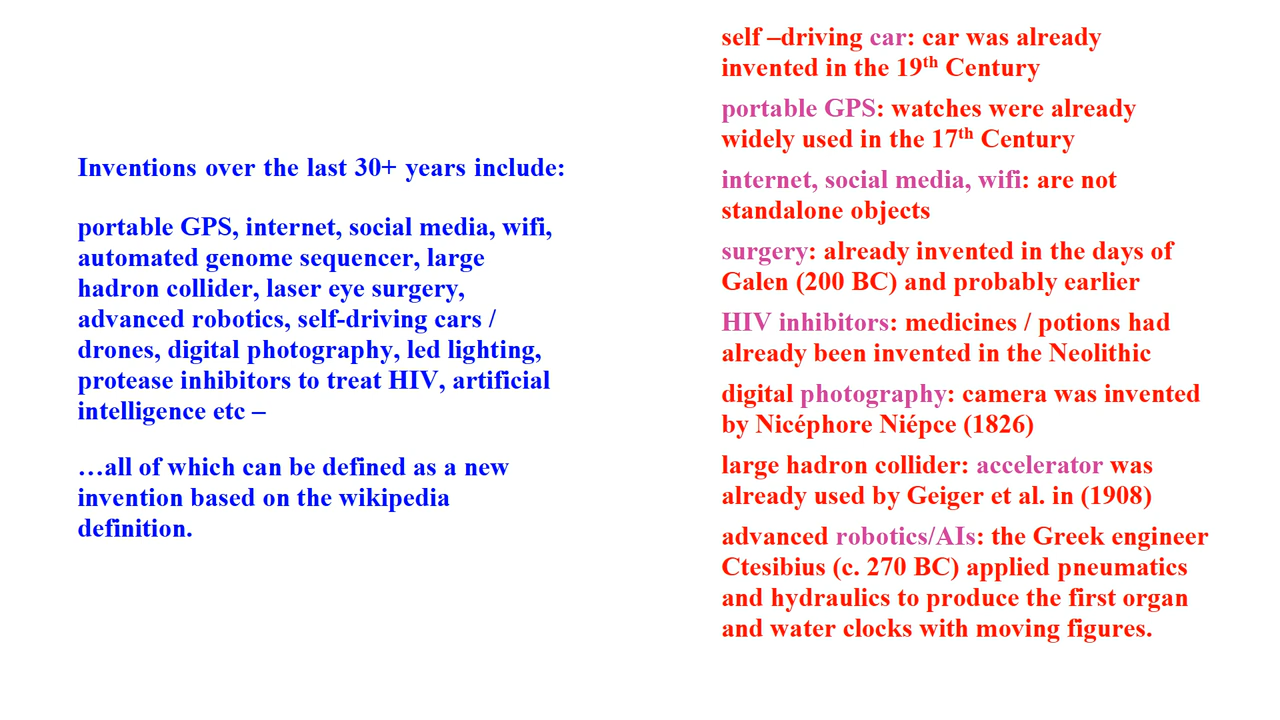 Inventions over the last 30+ years include:
portable GPS, internet, social media, wifi,
automated genome sequencer, large
hadron collider, laser eye surgery,
advanced robotics, self-driving cars /
drones, digital photography, led lighting,
protease inhibitors to treat HIV, artificial
intelligence etc –
…all of which can be defined as a new
invention based on the wikipedia
definition.
self –driving car: car was already
invented in the 19th Century
portable GPS: watches were already
widely used in the 17th Century
internet, social media, wifi: are not
standalone objects
surgery: already invented in the days of
Galen (200 BC) and probably earlier
HIV inhibitors: medicines / potions had
already been invented in the Neolithic
digital photography: camera was invented
by Nicéphore Niépce (1826)
large hadron collider: accelerator was
already used by Geiger et al. in (1908)
advanced robotics/AIs: the Greek engineer
Ctesibius (c. 270 BC) applied pneumatics
and hydraulics to produce the first organ
and water clocks with moving figures.